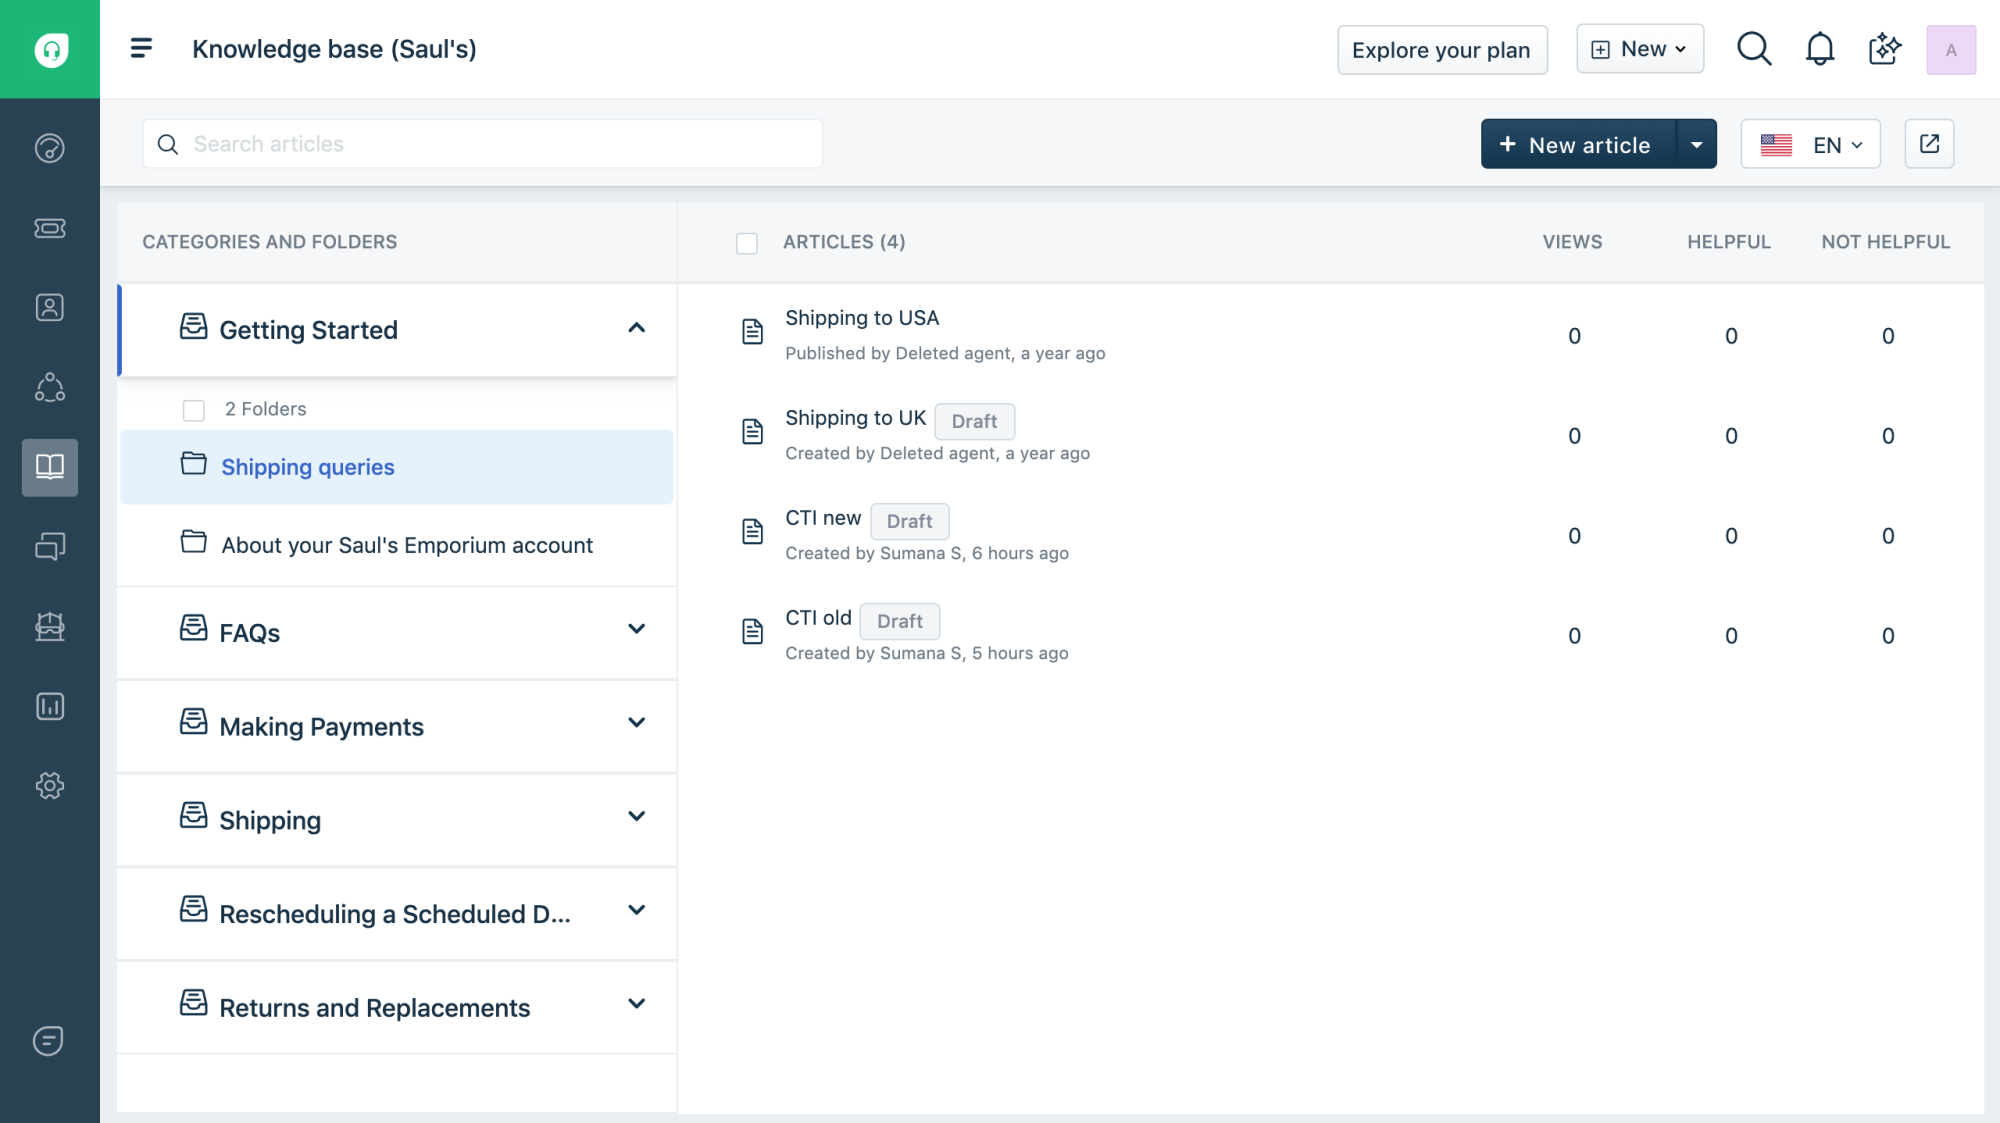 Knowledge base (Saul's)
Explore your plan
New
A
Search articles
New article
EN
CATEGORIES AND FOLDERS
ARTICLES (4)
VIEWS
HELPFUL
NOT HELPFUL
Getting Started
2 Folders
Shipping queries
About your Saul's Emporium account
FAQs
Making Payments
Shipping
Rescheduling a Scheduled D...
Returns and Replacements
Shipping to USA
Published by Deleted agent, a year ago
0 0 0
Shipping to UK Draft
Created by Deleted agent, a year ago
0 0 0
CTI new Draft
Created by Sumana S, 6 hours ago
0 0 0
CTI old Draft
Created by Sumana S, 5 hours ago
0 0 0